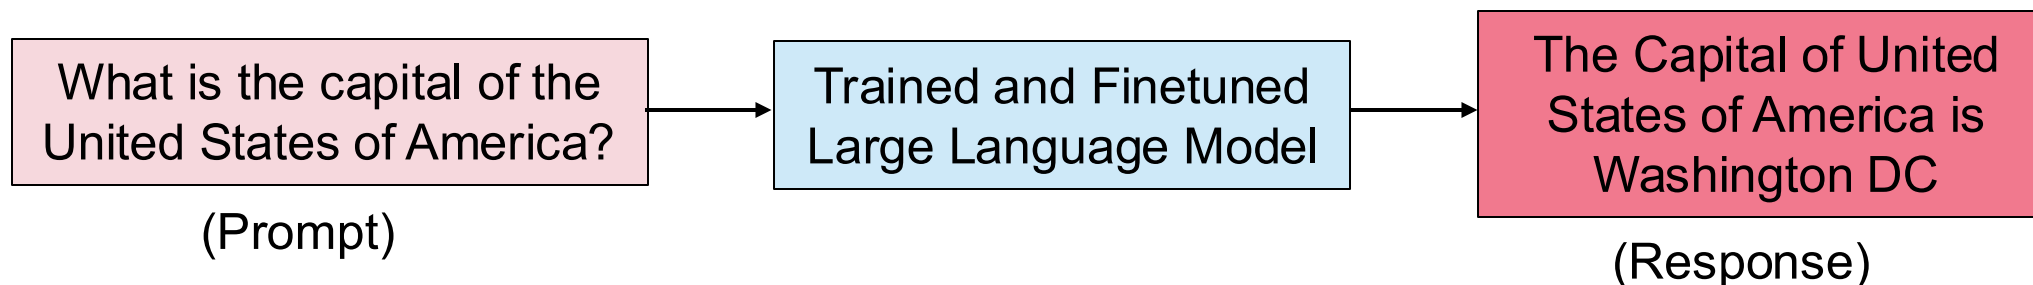 What is the capital of the
United States of America?
(Prompt)
Trained and Finetuned
Large Language Model
The Capital of United
States of America is
Washington DC
(Response)